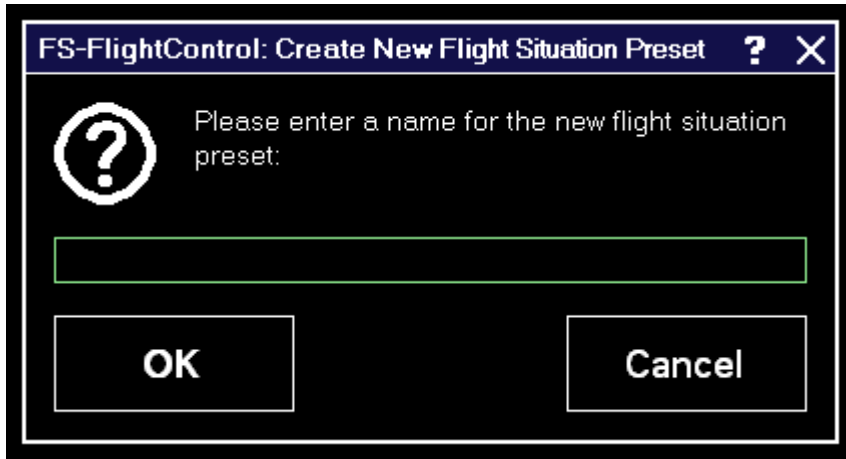 FS-FlightControl: Create New Flight Situation Preset ? X
Please enter a name for the new flight situation
preset:
OK
Cancel